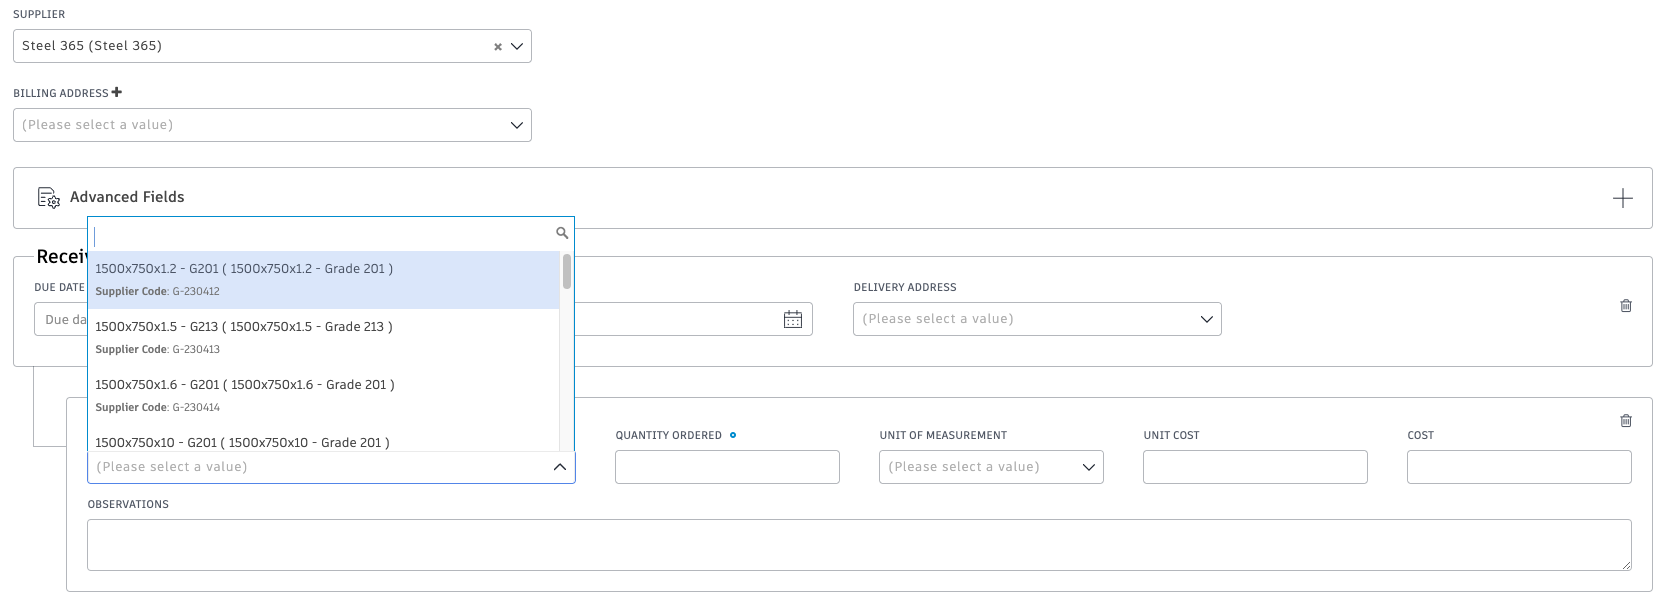 SUPPLIER
Steel 365 (Steel 365)
BILLING ADDRESS
(Please select a value)
Advanced Fields
Recei
DUE DATE
Due da
DELIVERY ADDRESS
(Please select a value)
1500x750x1.2 - G201 ( 1500x750x1.2 - Grade 201 )
Supplier Code: G-230412
1500x750x1.5 - G213 ( 1500x750x1.5 - Grade 213 )
Supplier Code: G-230413
1500x750x1.6 - G201 ( 1500x750x1.6 - Grade 201 )
Supplier Code: G-230414
1500x750x10 - G201 ( 1500x750x10 - Grade 201 )
(Please select a value)
QUANTITY ORDERED
UNIT OF MEASUREMENT
(Please select a value)
UNIT COST
COST
OBSERVATIONS